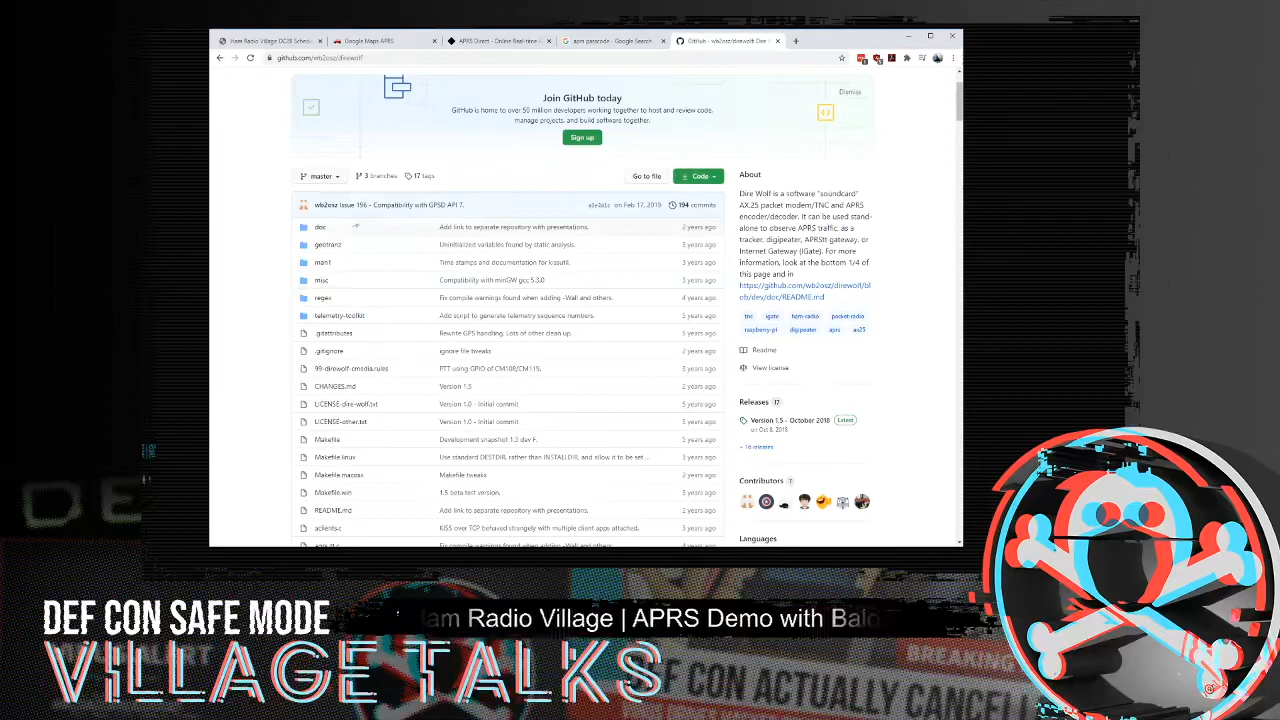 Ham Radio Village DC28 Sched
Google Maps APRS
APRS Direct - Online Real-time
aprs passcode - Google Search
GitHub - wb2osz/direwolf: Dire
github.com/wb2osz/direwolf
Join GitHub today
Dismiss
GitHub is home to over 50 million developers working together to host and review code,
manage projects, and build software together.
Sign up
master
3 branches
17 tags
Go to file
Code
wb2osz Issue 196 - Compatibility with GPSD API 7.
on Feb 17, 2019
194 commits
doc Add link to separate repository with presentations. 2 years ago
geotranz Uninitialized variables found by static analysis. 3 years ago
man1 Time stamps and documentation for kissutil. 3 years ago
misc Compatibility with minGW gcc 5.3.0 3 years ago
regex Fix compile warnings found when adding -Wall and others. 4 years ago
telemetry-toolkit Add script to generate telemetry sequence numbers. 5 years ago
.gitattributes Rewrite GPS handling. Lots of other clean up. 5 years ago
.gitignore ignore file tweaks 2 years ago
99-direwolf-cmedia.rules PTT using GPIO of CM108/CM119. 3 years ago
CHANGES.md Version 1.5 2 years ago
LICENSE-dire-wolf.txt Version 1.0 - Initial commit 5 years ago
LICENSE-other.txt Version 1.0 - Initial commit 5 years ago
Makefile Development snapshot 1.3 dev F. 5 years ago
Makefile.linux Use standard DESTDIR, rather than INSTALLDIR, and allow it to be set ... 2 years ago
Makefile.macosx Makefile tweaks 2 years ago
Makefile.win 1.5 beta test version. 3 years ago
README.md Minor corrections 2 years ago
aclients.c KISS over TCP behaved strangely with multiple client apps attached. 3 years ago
About
Dire Wolf is a software "soundcard"
AX.25 packet modem/TNC and APRS
encoder/decoder. It can be used stand-
alone to observe APRS traffic, as a
tracker, digipeater, APRStt gateway, or
Internet Gateway (IGate). For more
information, look at the bottom 1/4 of
this page and in
https://github.com/wb2osz/direwolf/bl
ob/dev/doc/README.md
tnc igate ham-radio packet-radio
raspberry-pi digipeater aprs ax25
Readme
View license
Releases 17
Version 1.5 - October 2018 Latest
on Oct 8, 2018
+ 16 releases
Contributors 7
Languages
DEF CON SAFE MODE
am Radio Village | APRS Demo with Balo
VILLAGE TALKS
BREAKIN
DEF CON ACTUALLY CANCELL